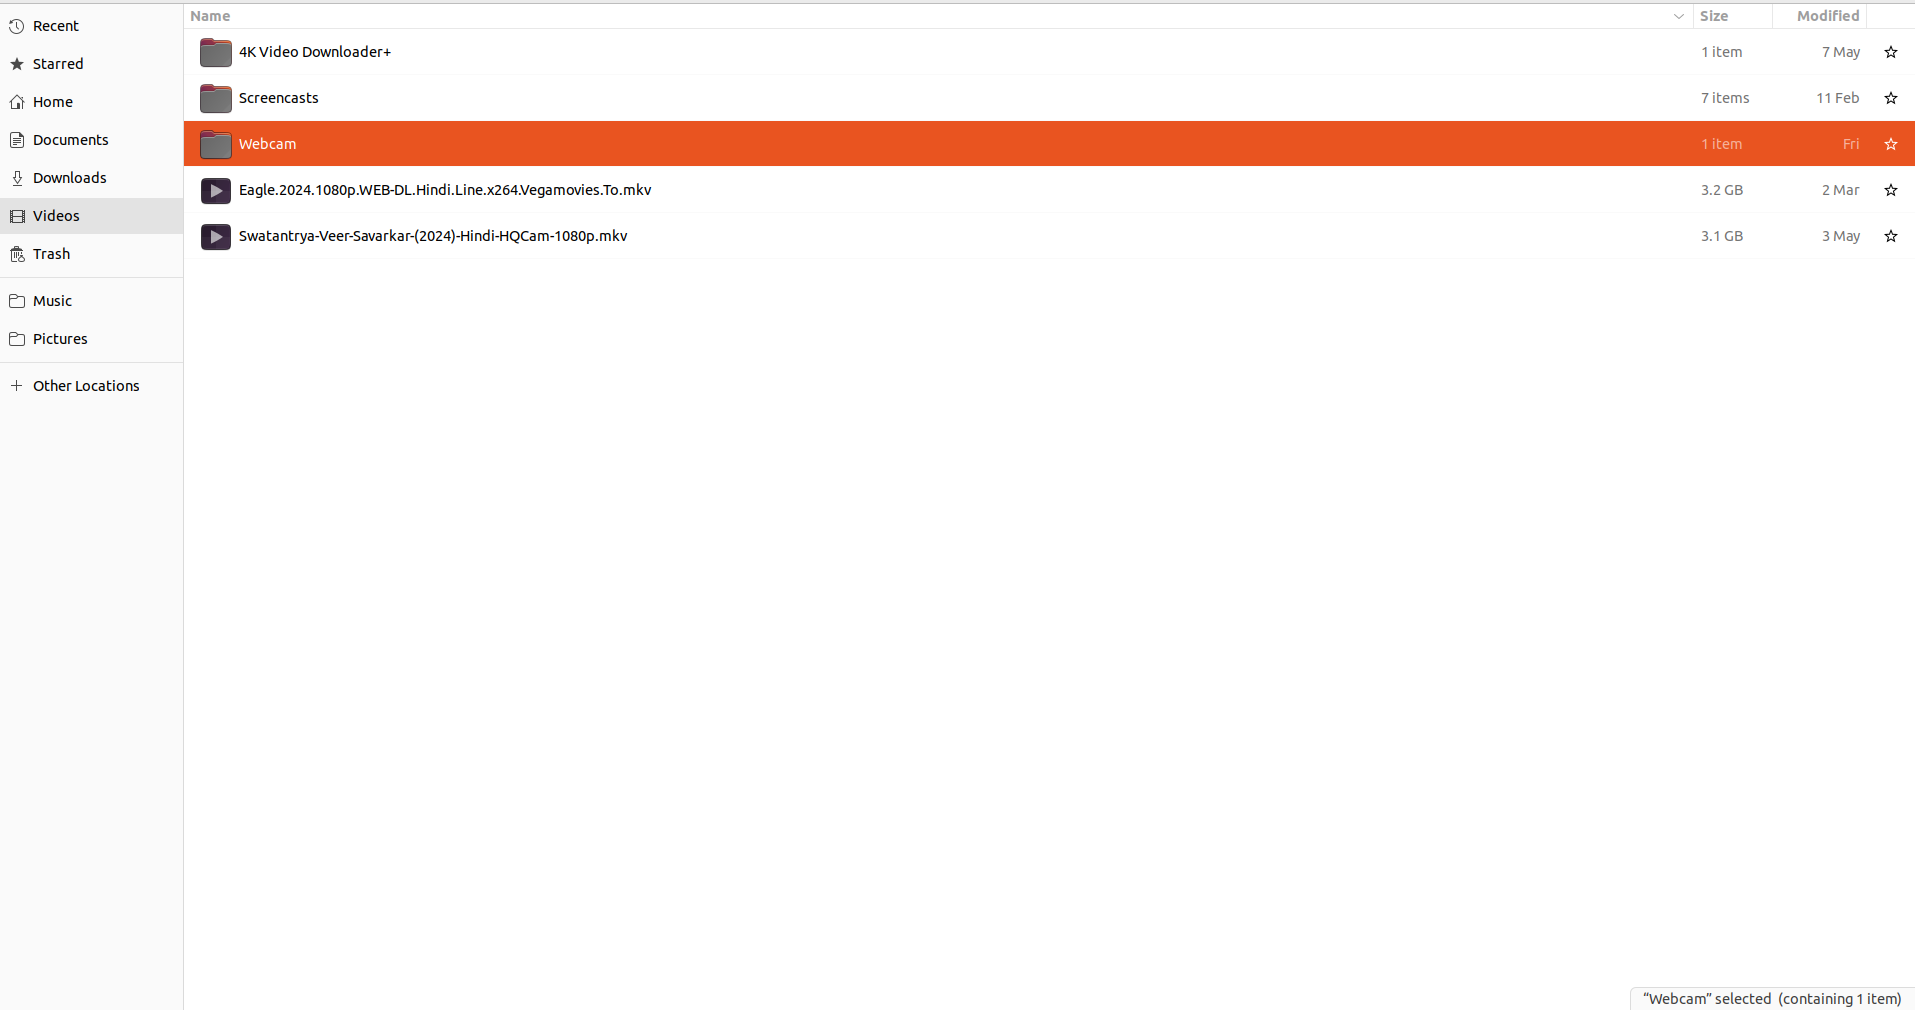 Recent
Starred
Home
Documents
Downloads
Videos
Trash
Music
Pictures
Other Locations
Name Size Modified
4K Video Downloader+ 1 item 7 May
Screencasts 7 items 11 Feb
Webcam 1 item Fri
Eagle.2024.1080p.WEB-DL.Hindi.Line.x264.Vegamovies.To.mkv 3.2 GB 2 Mar
Swatantrya-Veer-Savarkar-(2024)-Hindi-HQCam-1080p.mkv 3.1 GB 3 May
“Webcam” selected (containing 1 item)